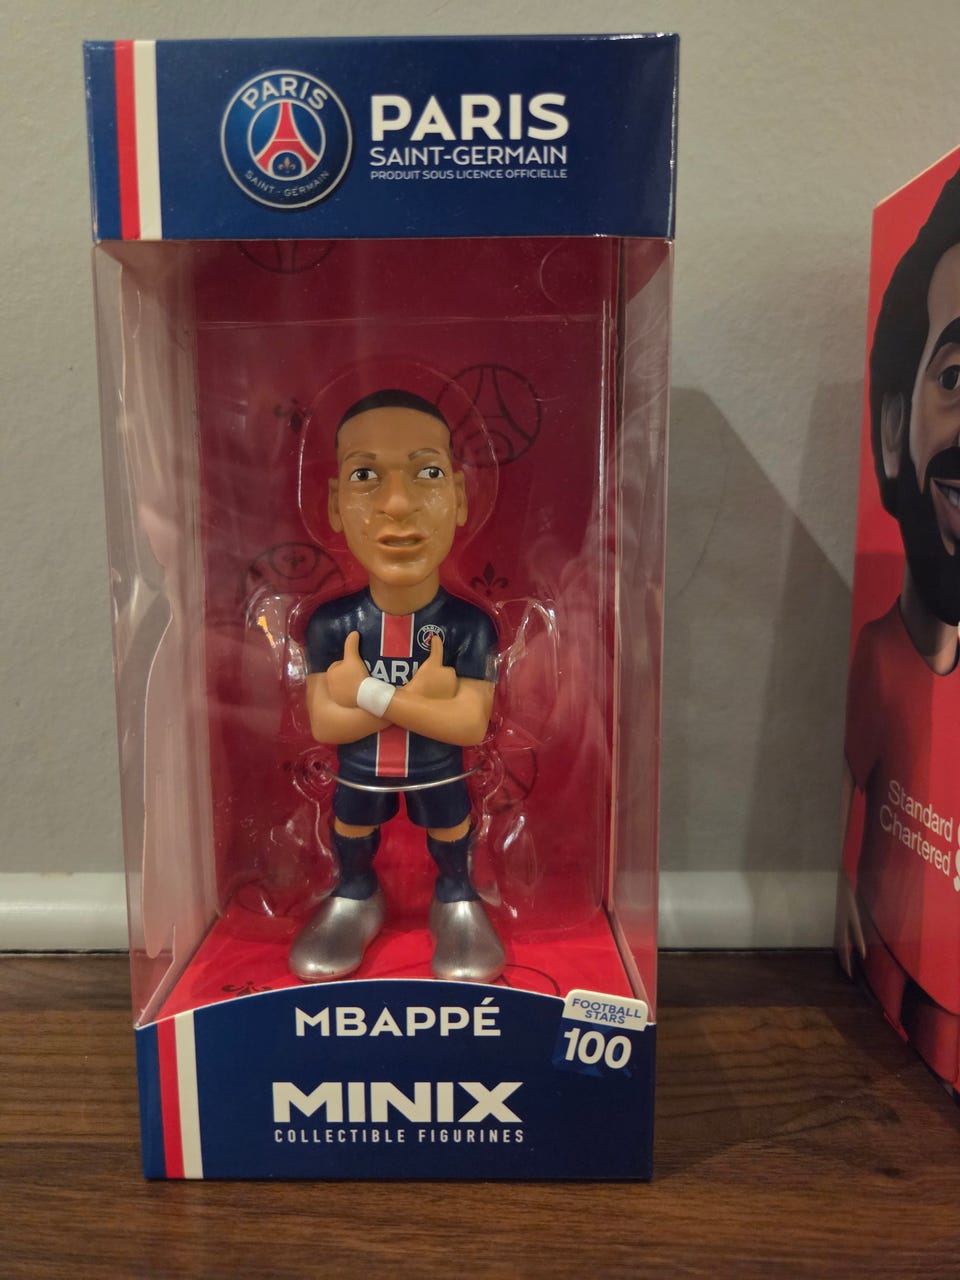 PARIS
SAINT-GERMAIN
PARIS
SAINT-GERMAIN
PRODUIT SOUS LICENCE OFFICIELLE
PARIS
PARI
MBAPPÉ
FOOTBALL
STARS
100
MINIX
COLLECTIBLE FIGURINES
Standard
Chartered